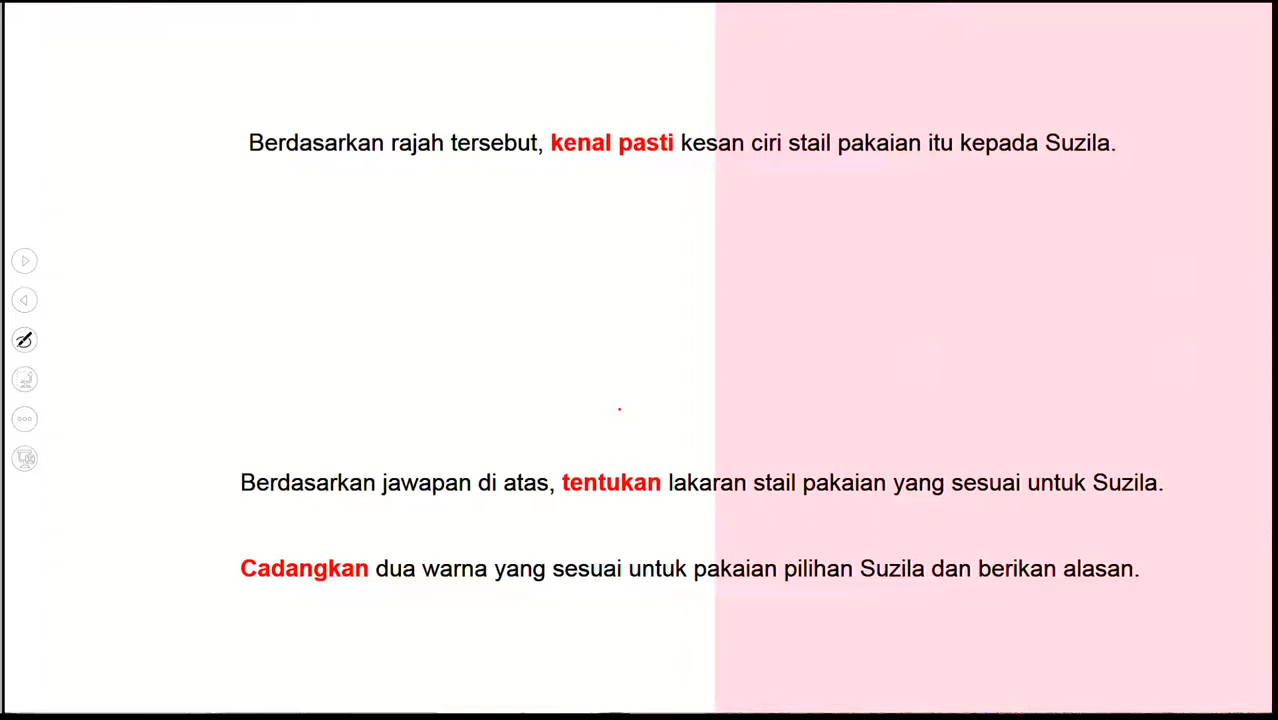 Berdasarkan rajah tersebut, kenal pasti kesan ciri stail pakaian itu kepada Suzila.
Berdasarkan jawapan di atas, tentukan lakaran stail pakaian yang sesuai untuk Suzila.
Cadangkan dua warna yang sesuai untuk pakaian pilihan Suzila dan berikan alasan.